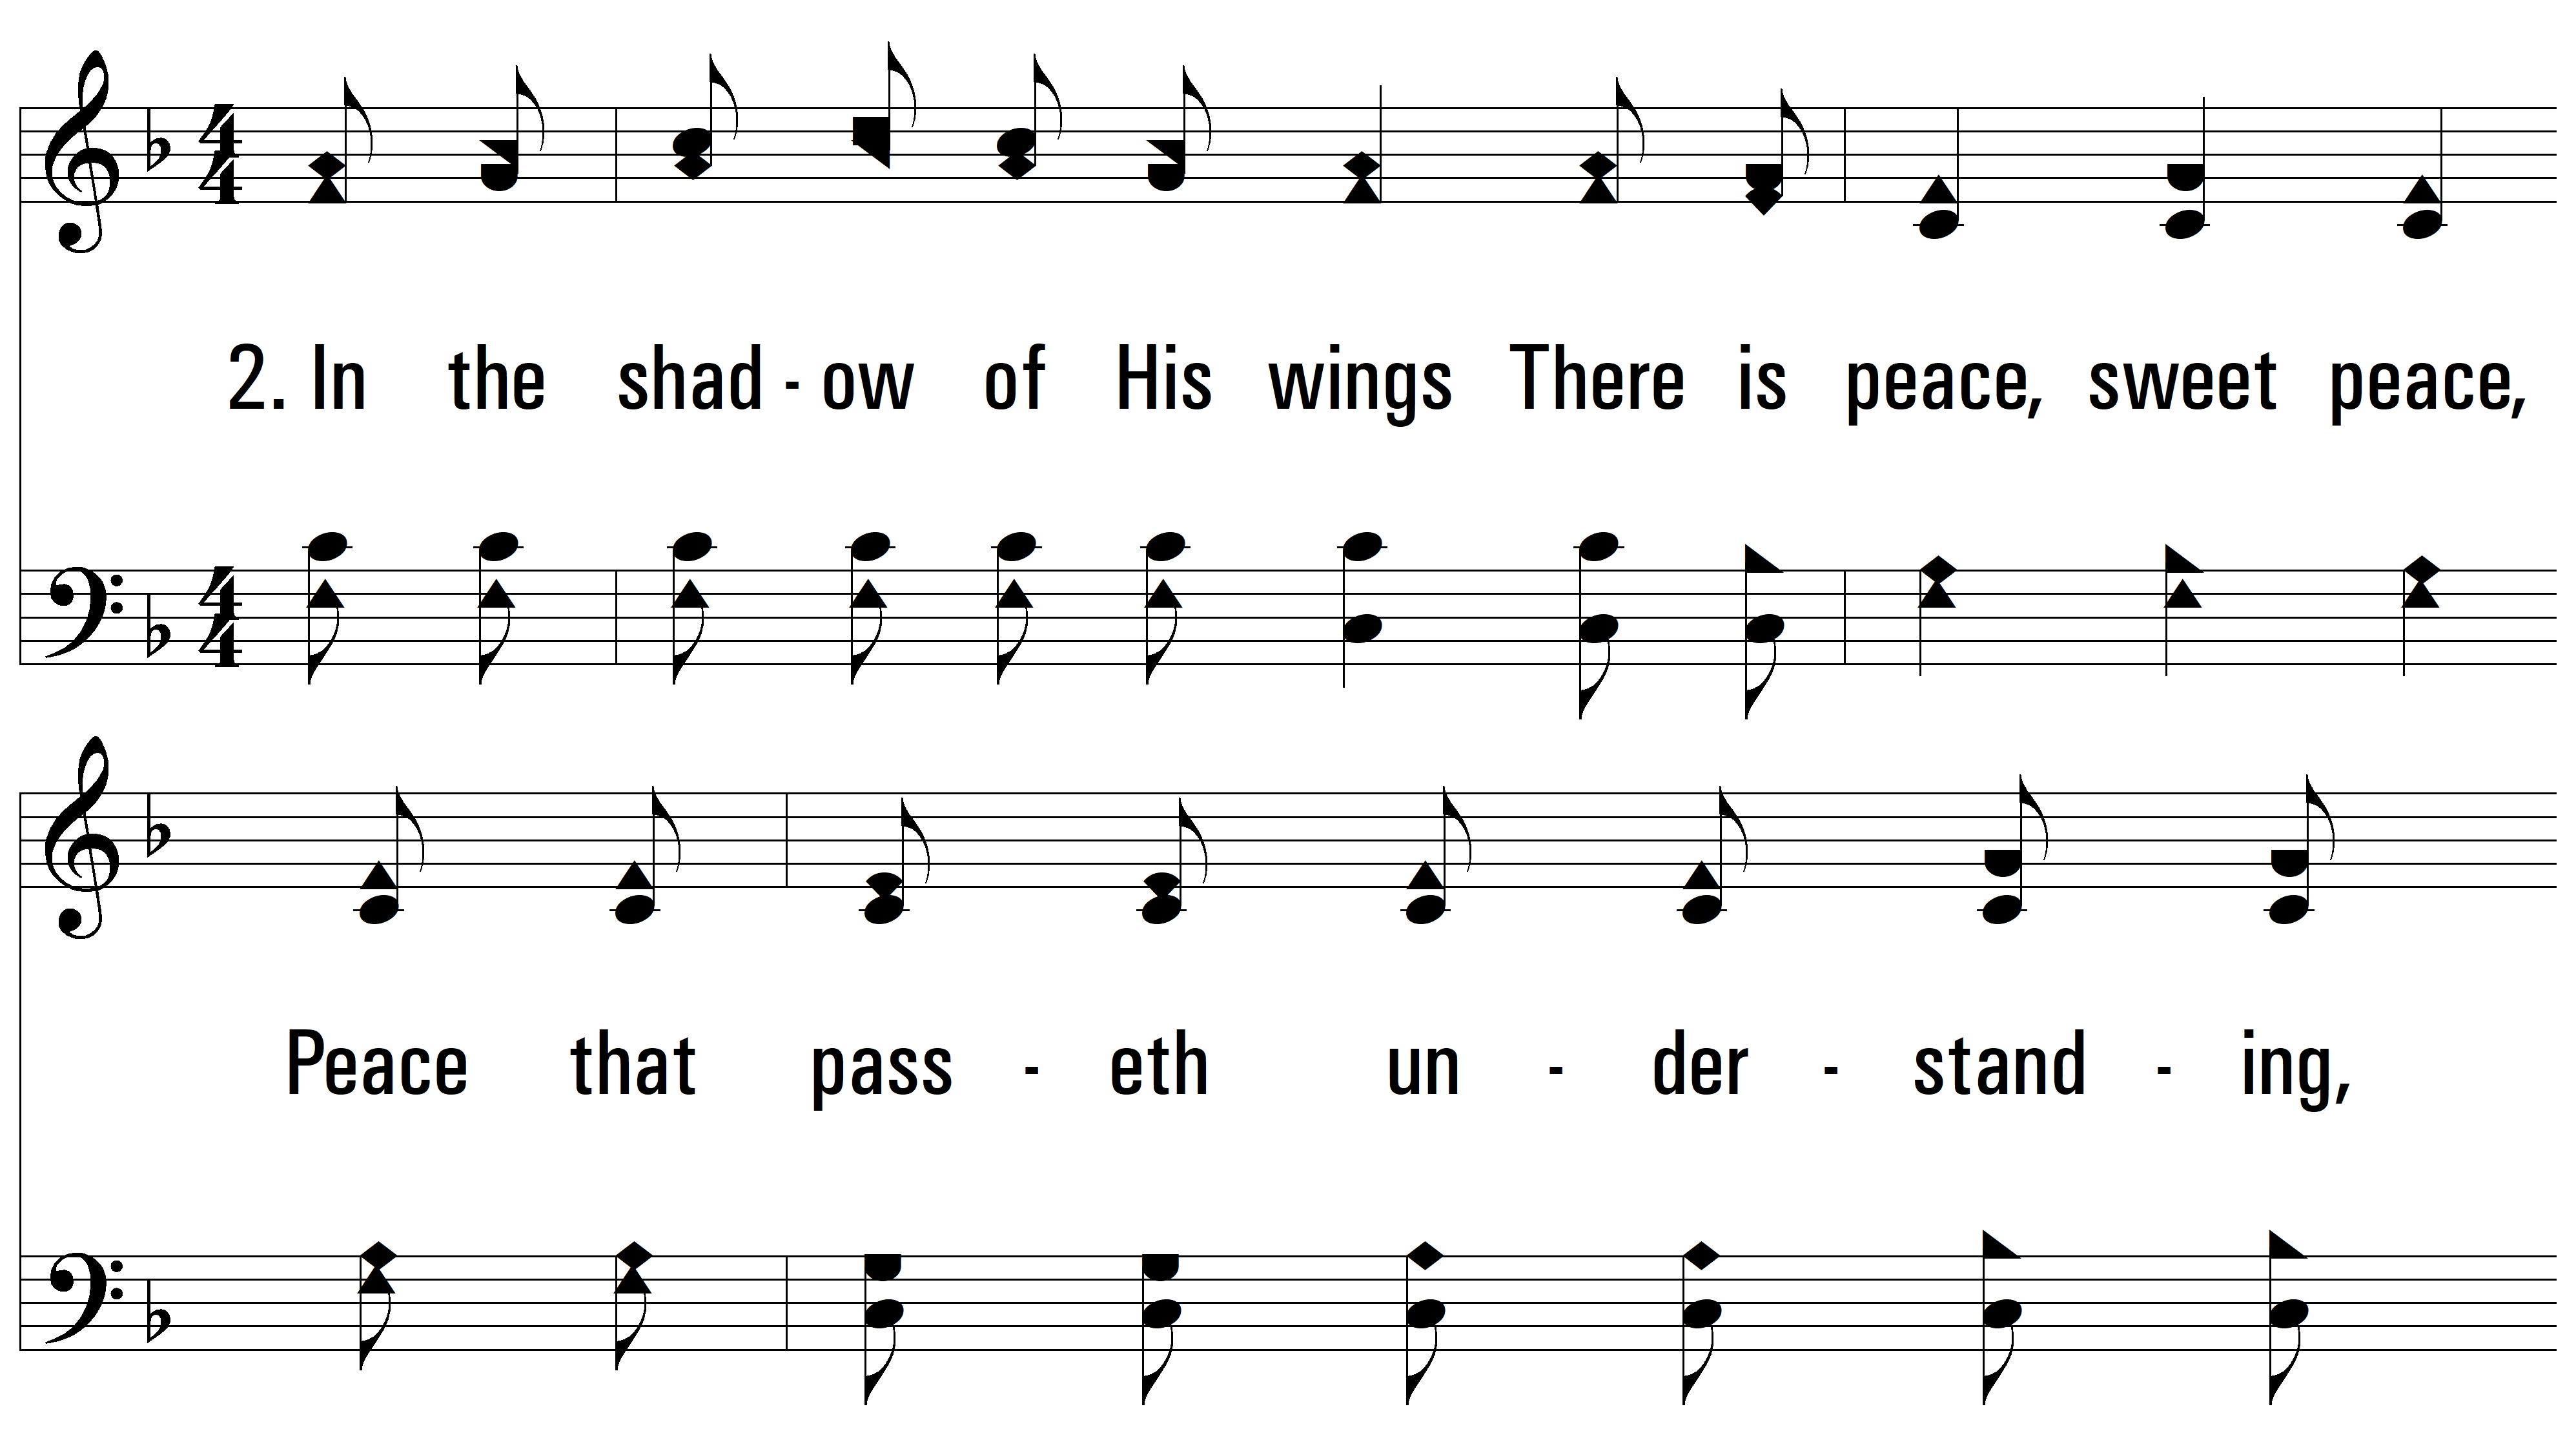 2. In the shad - ow of His wings There is peace, sweet peace,
Peace that pass - eth un - der - stand - ing,